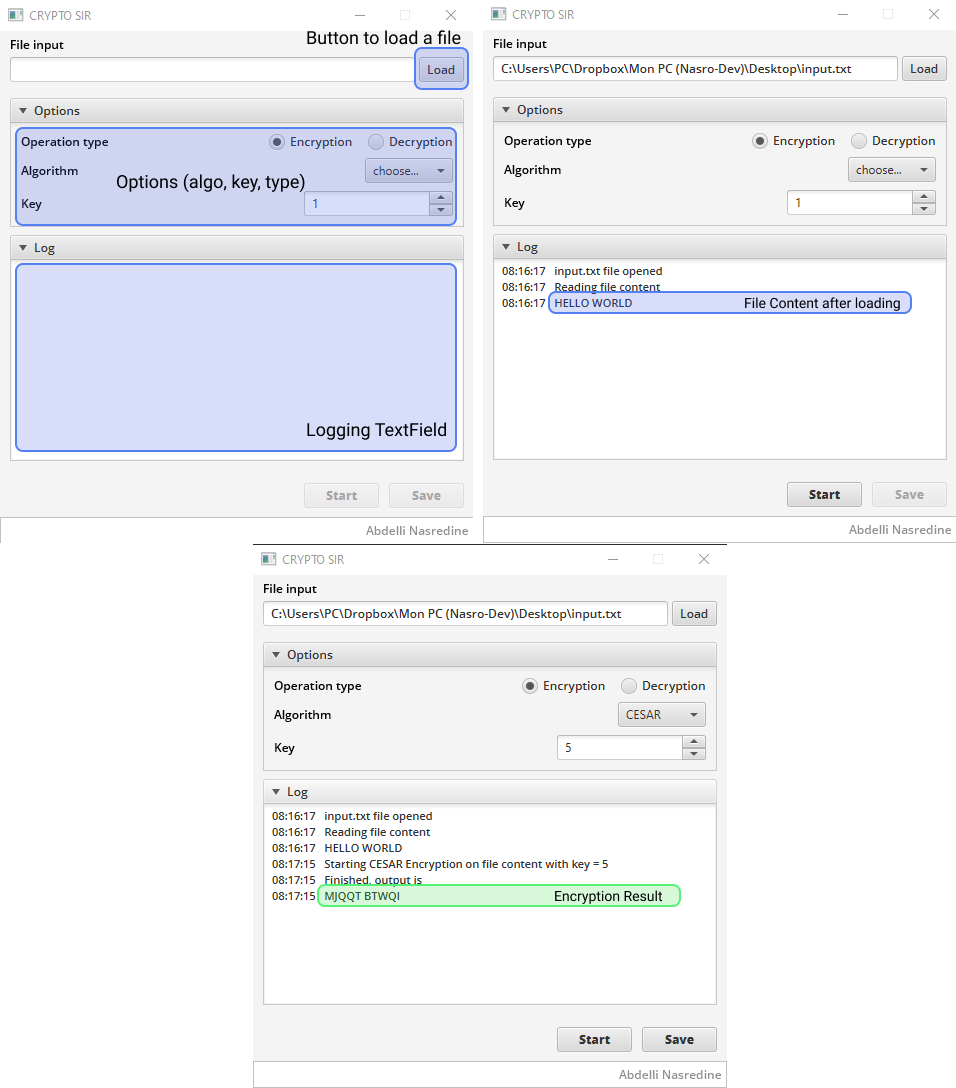 CRYPTO SIR
File input
Button to load a file
Load
Options
Operation type Encryption Decryption
Algorithm choose...
Options (algo, key, type)
Key 1
Log
Logging TextField
Start Save
Abdelli Nasredine
CRYPTO SIR
File input
C:\Users\PC\Dropbox\Mon PC (Nasro-Dev)\Desktop\input.txt Load
Options
Operation type Encryption Decryption
Algorithm choose...
Key 1
Log
08:16:17 input.txt file opened
08:16:17 Reading file content
08:16:17 HELLO WORLD File Content after loading
Start Save
Abdelli Nasredine
CRYPTO SIR
File input
C:\Users\PC\Dropbox\Mon PC (Nasro-Dev)\Desktop\input.txt Load
Options
Operation type Encryption Decryption
Algorithm CESAR
Key 5
Log
08:16:17 input.txt file opened
08:16:17 Reading file content
08:16:17 HELLO WORLD
08:17:15 Starting CESAR Encryption on file content with key = 5
08:17:15 Finished, output is
08:17:15 MJQQT BTWQI Encryption Result
Start Save
Abdelli Nasredine